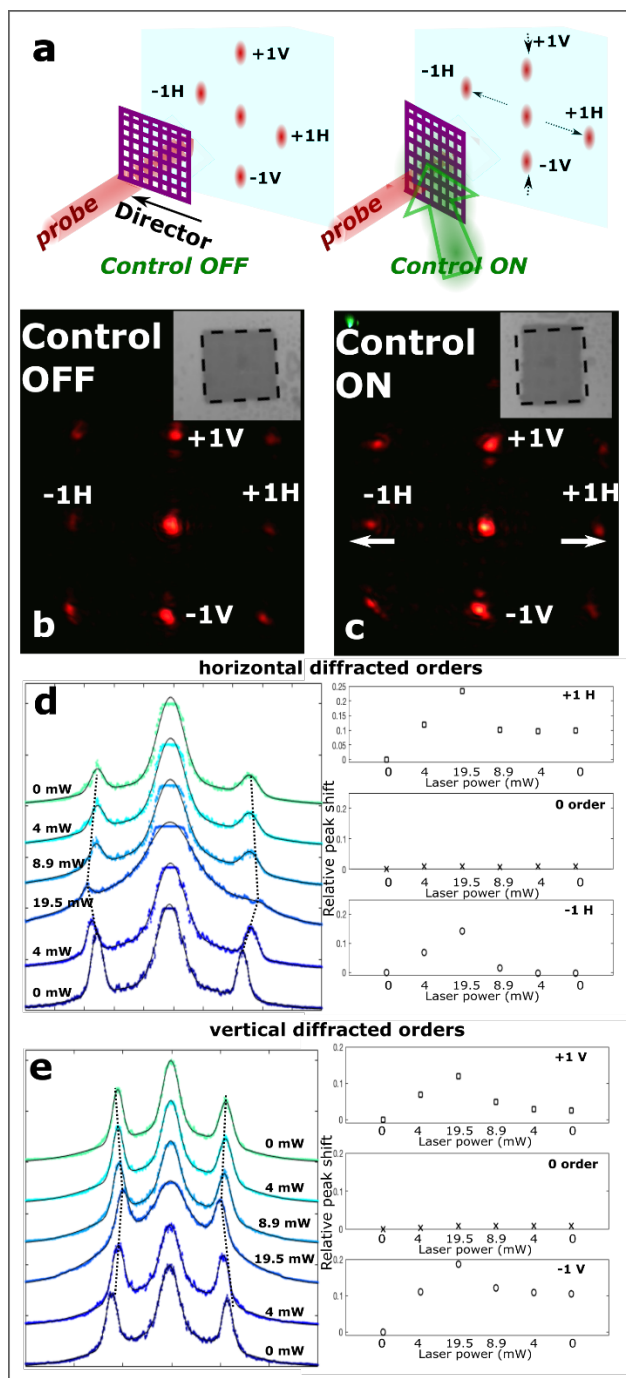 a
+1V
-1H
+1H
-1V
probe
Director
Control OFF
+1V
-1H
+1H
-1V
probe
Control ON
Control
OFF
+1V
-1H
+1H
-1V
b
Control
ON
+1V
-1H
+1H
-1V
c
horizontal diffracted orders
d
0 mW
4 mW
8.9 mW
19.5 mW
4 mW
0 mW
Relative peak shift
0.25
0.2
0.15
0.1
0.05
0
+1 H
0
4
19.5
8.9
4
0
Laser power (mW)
0.2
0.1
0
0 order
0
4
19.5
8.9
4
0
Laser power (mW)
0.2
0.1
0
-1 H
0
4
19.5
8.9
4
0
Laser power (mW)
vertical diffracted orders
e
0 mW
4 mW
8.9 mW
19.5 mW
4 mW
0 mW
Relative peak shift
0.2
0.1
0
+1 V
0
4
19.5
8.9
4
0
Laser power (mW)
0.2
0.1
0
0 order
0
4
19.5
8.9
4
0
Laser power (mW)
0.2
0.1
0
-1 V
0
4
19.5
8.9
4
0
Laser power (mW)